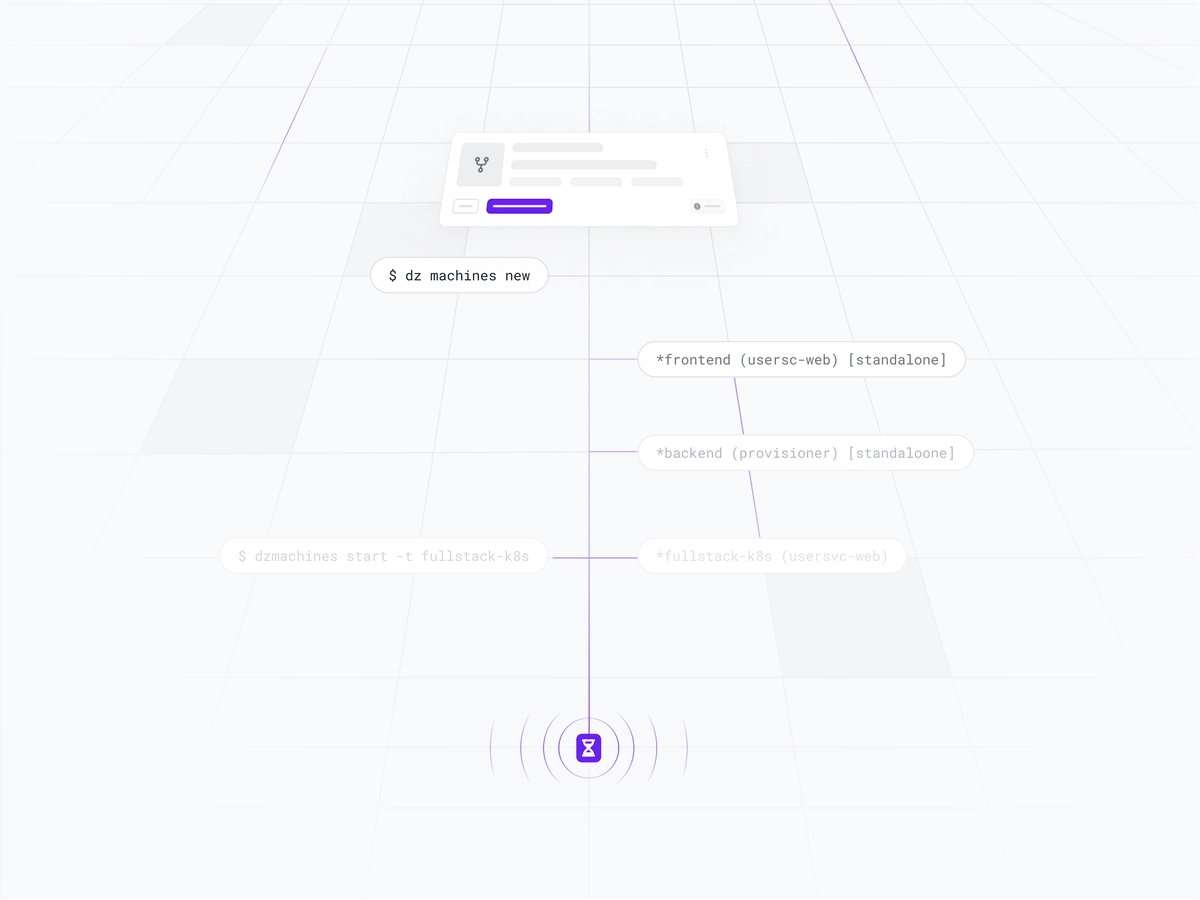 $ dz machines new
*frontend (usersc-web) [standalone]
*backend (provisioner) [standaloone]
$ dzmachines start -t fullstack-k8s
*fullstack-k8s (usersvc-web)